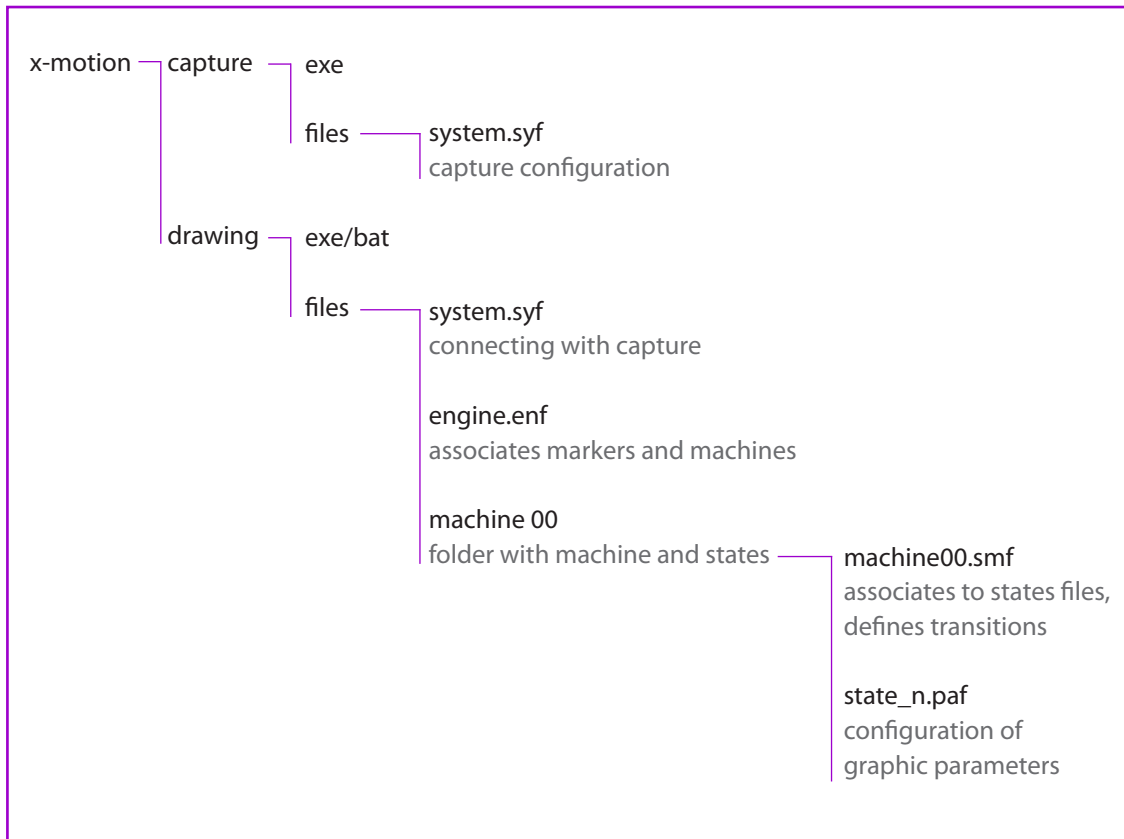 x-motion capture exe
files system.syf
capture configuration
drawing exe/bat
files system.syf
connecting with capture
engine.enf
associates markers and machines
machine 00
folder with machine and states machine00.smf
associates to states files,
defines transitions
state_n.paf
configuration of
graphic parameters